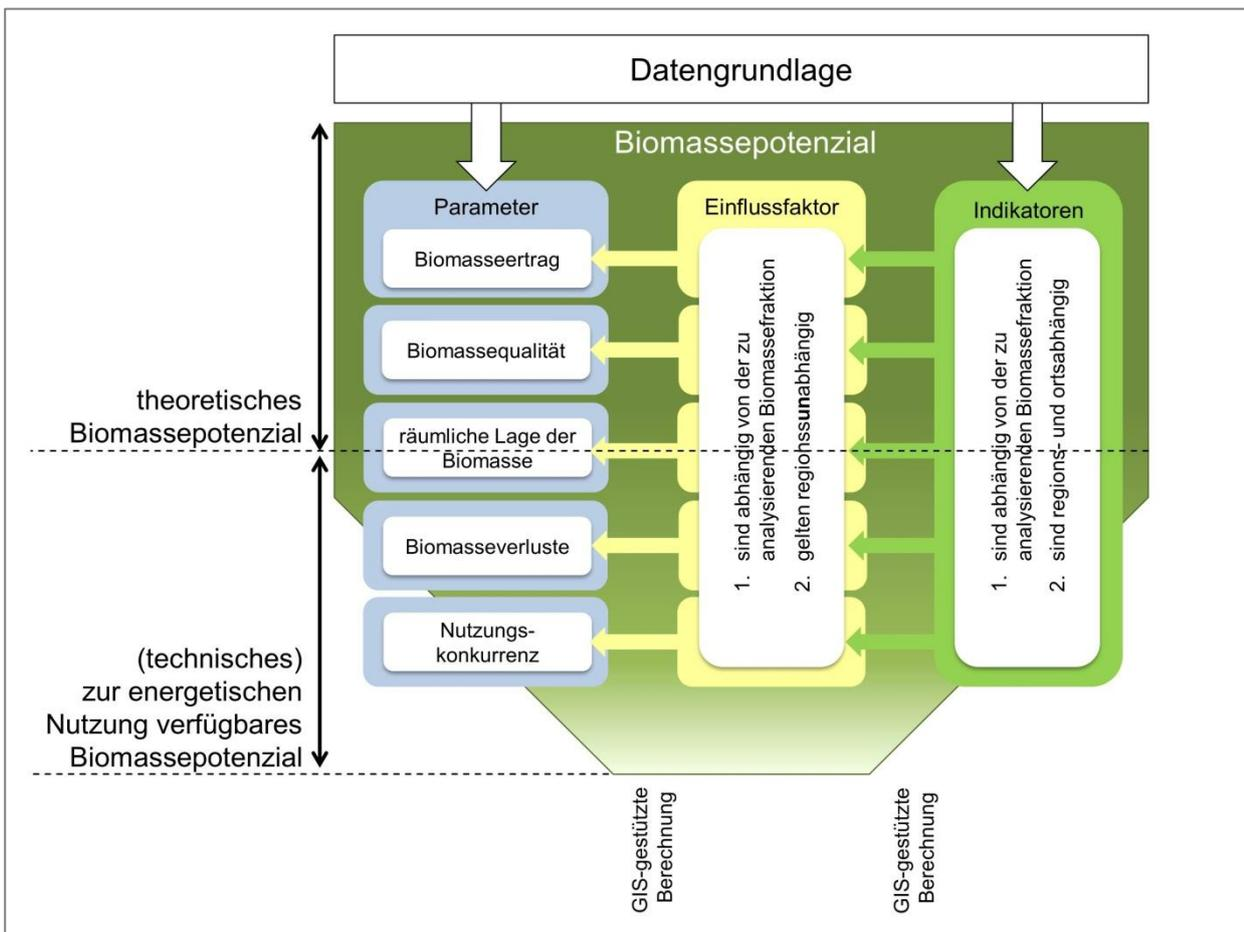 Datengrundlage
Biomassepotenzial
Parameter
Biomasseertrag
Biomassequalität
räumliche Lage der
Biomasse
Biomasseverluste
Nutzungs-
konkurrenz
Einflussfaktor
1. sind abhängig von der zu
analysierenden Biomassefraktion
2. gelten regionssunabhängig
Indikatoren
1. sind abhängig von der zu
analysierenden Biomassefraktion
2. sind regions- und ortsabhängig
theoretisches
Biomassepotenzial
(technisches)
zur energetischen
Nutzung verfügbares
Biomassepotenzial
GIS-gestützte
Berechnung
GIS-gestützte
Berechnung